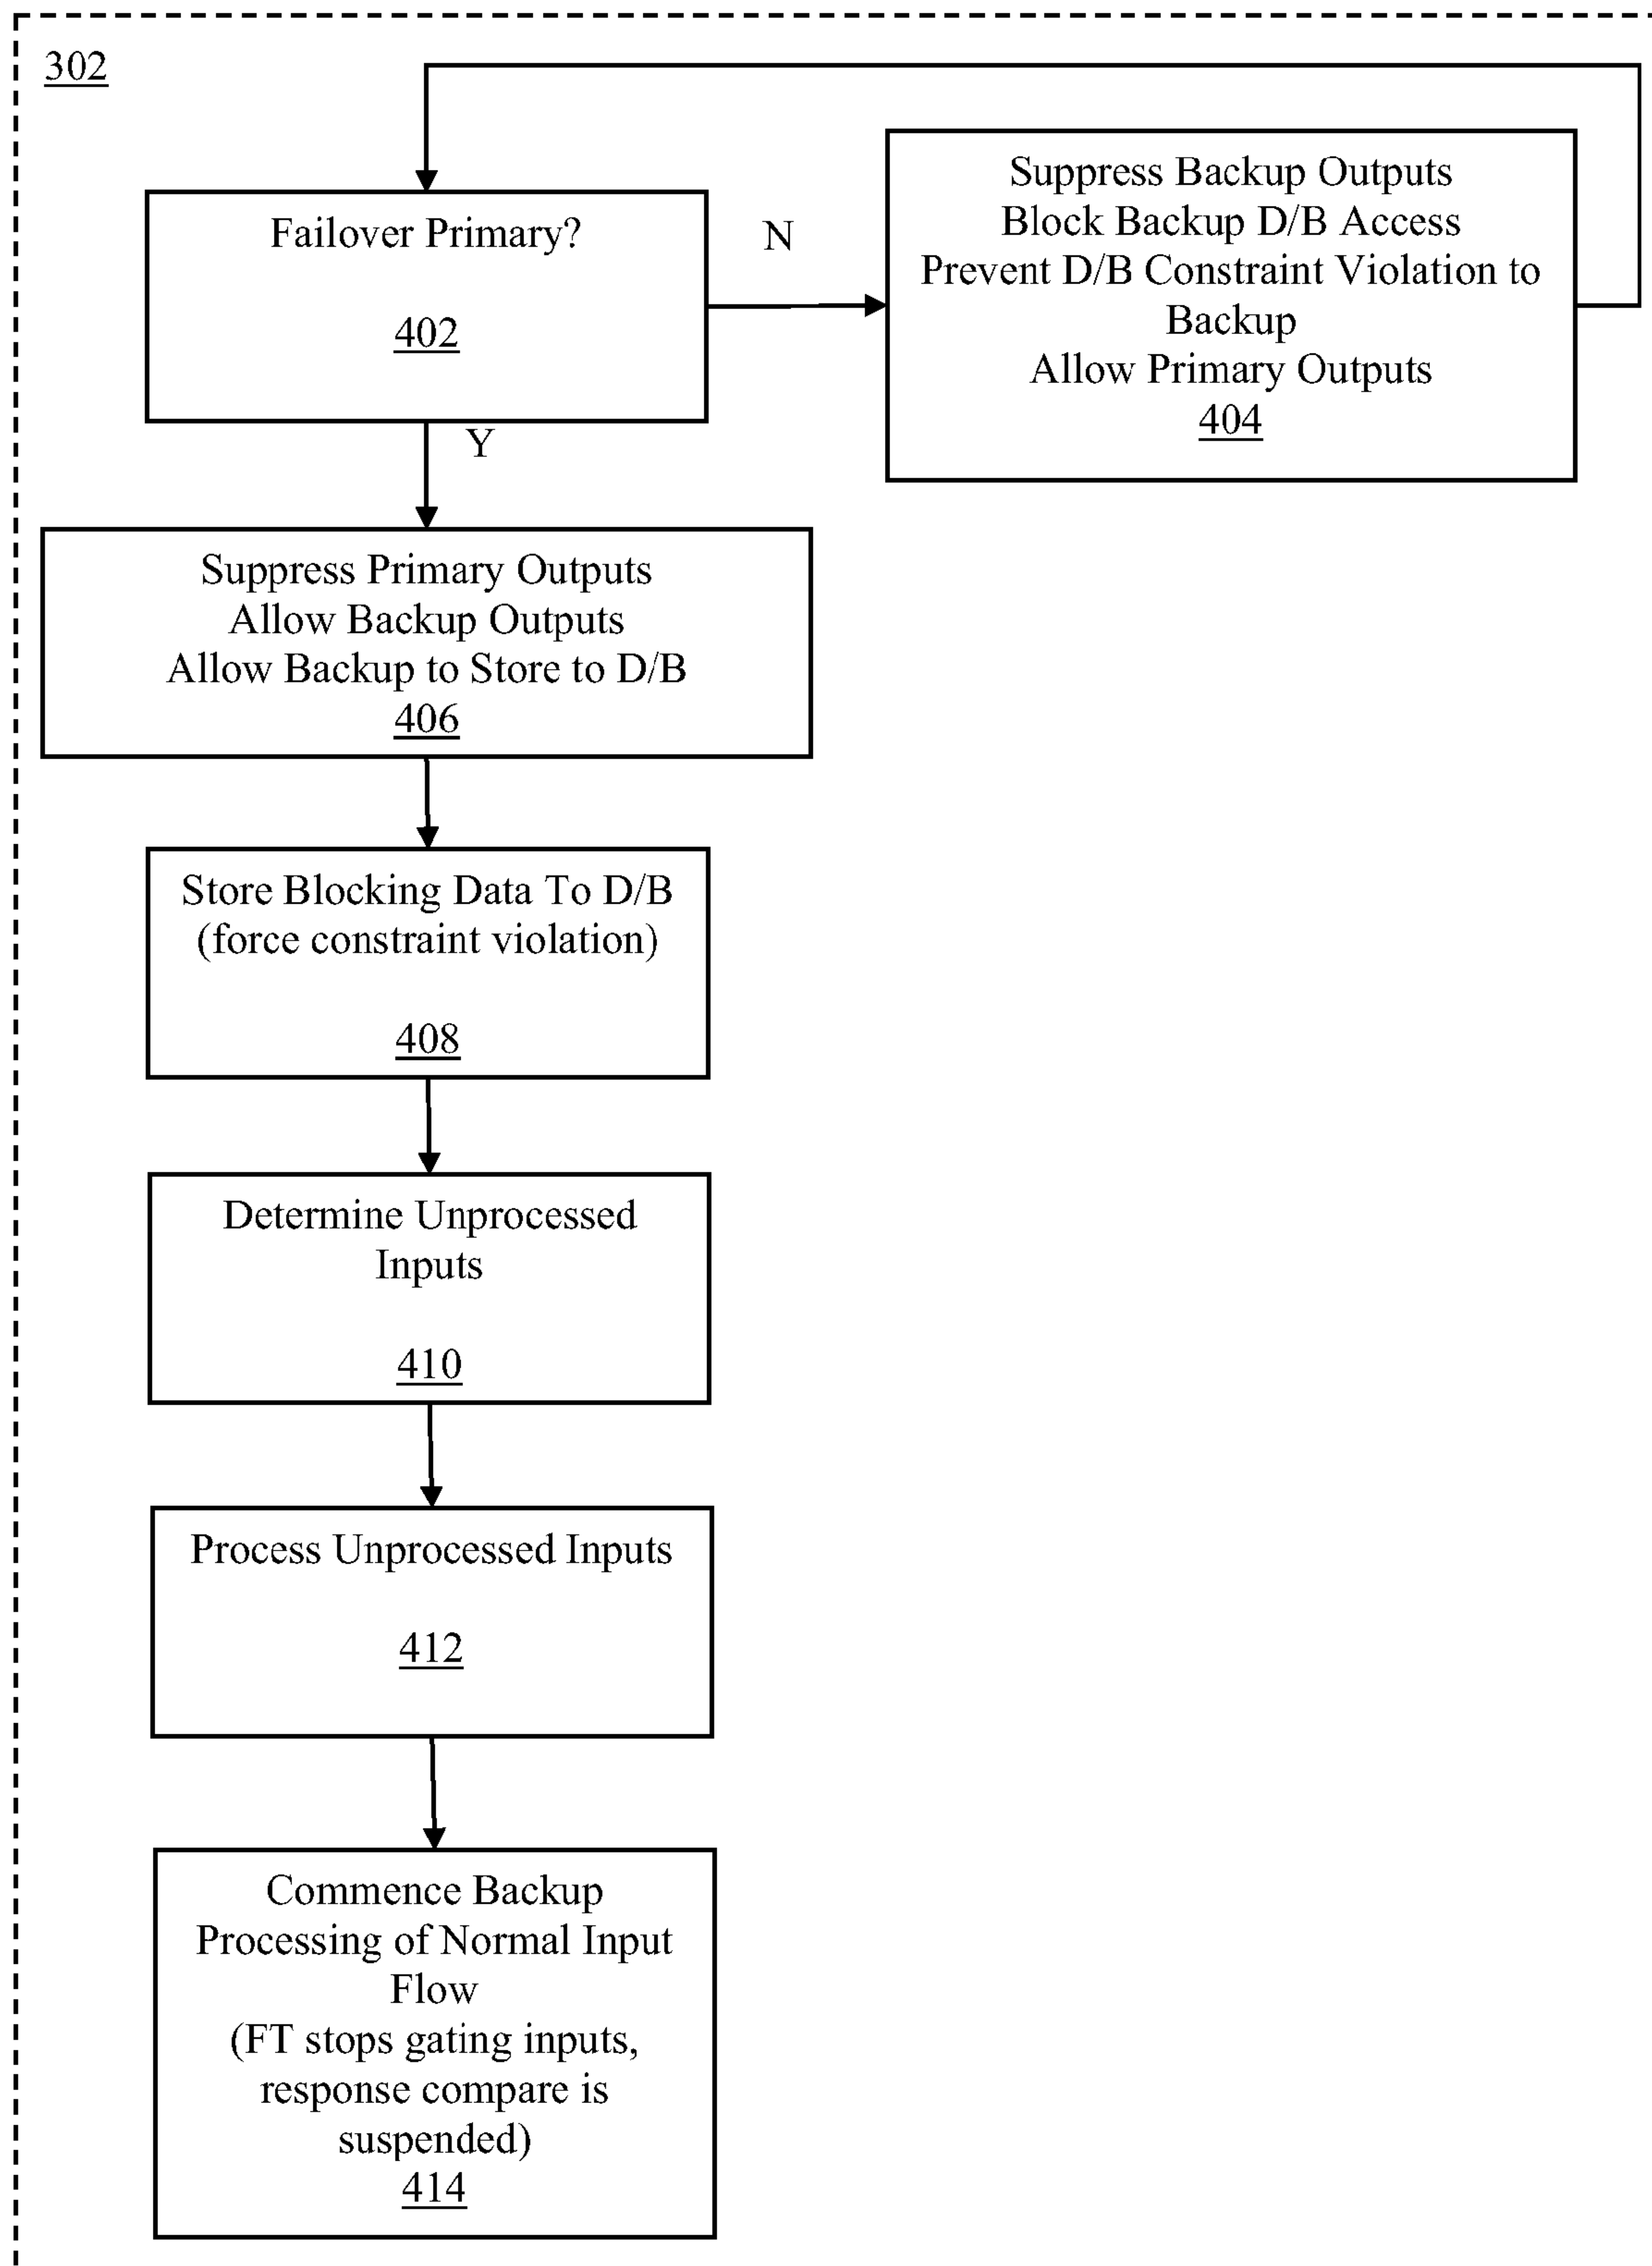 302
Failover Primary?
402
N
Suppress Backup Outputs
Block Backup D/B Access
Prevent D/B Constraint Violation to
Backup
Allow Primary Outputs
404
Y
Suppress Primary Outputs
Allow Backup Outputs
Allow Backup to Store to D/B
406
Store Blocking Data To D/B
(force constraint violation)
408
Determine Unprocessed
Inputs
410
Process Unprocessed Inputs
412
Commence Backup
Processing of Normal Input
Flow
(FT stops gating inputs,
response compare is
suspended)
414